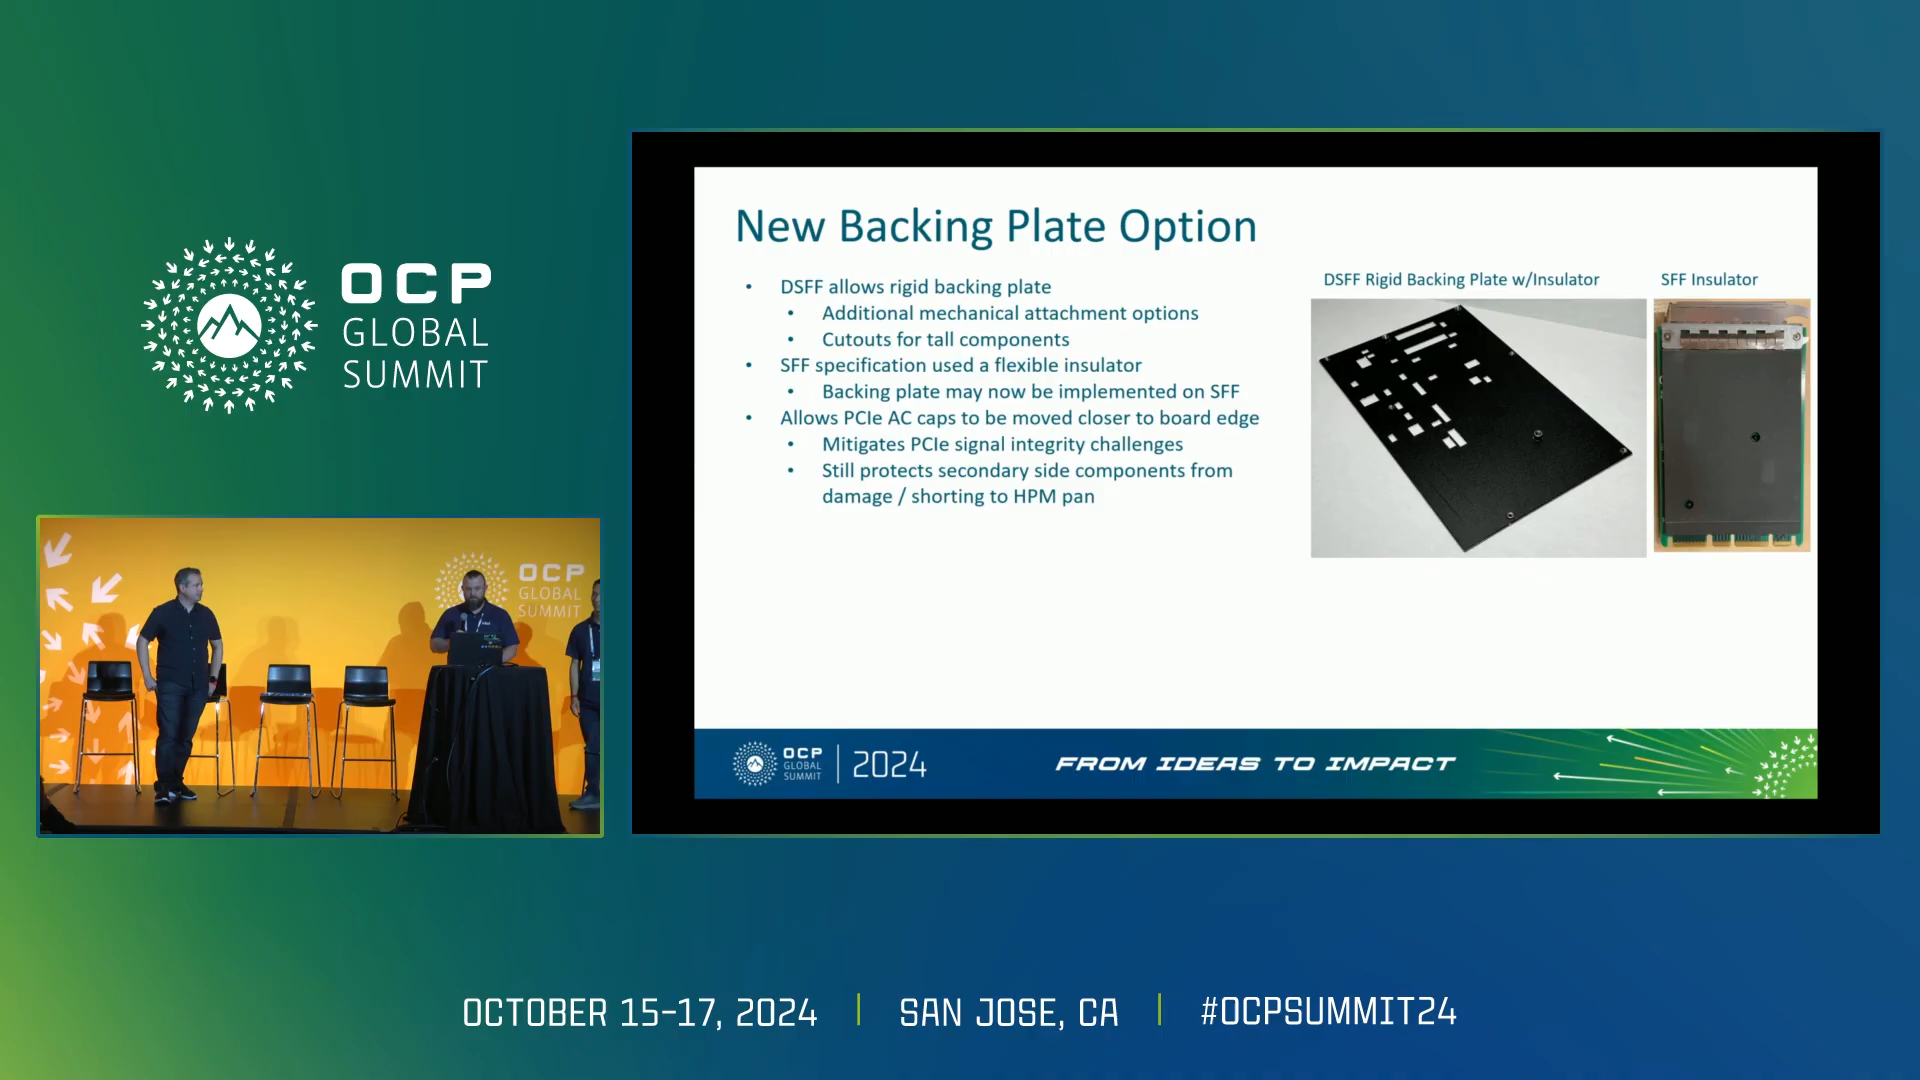 OCP
GLOBAL
SUMMIT
OCP
GLOBAL
SUMMIT
New Backing Plate Option
• DSFF allows rigid backing plate
• Additional mechanical attachment options
• Cutouts for tall components
• SFF specification used a flexible insulator
• Backing plate may now be implemented on SFF
• Allows PCIe AC caps to be moved closer to board edge
• Mitigates PCIe signal integrity challenges
• Still protects secondary side components from
damage / shorting to HPM pan
DSFF Rigid Backing Plate w/Insulator
SFF Insulator
OCP
GLOBAL
SUMMIT
2024
FROM IDEAS TO IMPACT
OCTOBER 15-17, 2024 | SAN JOSE, CA | #OCPSUMMIT24